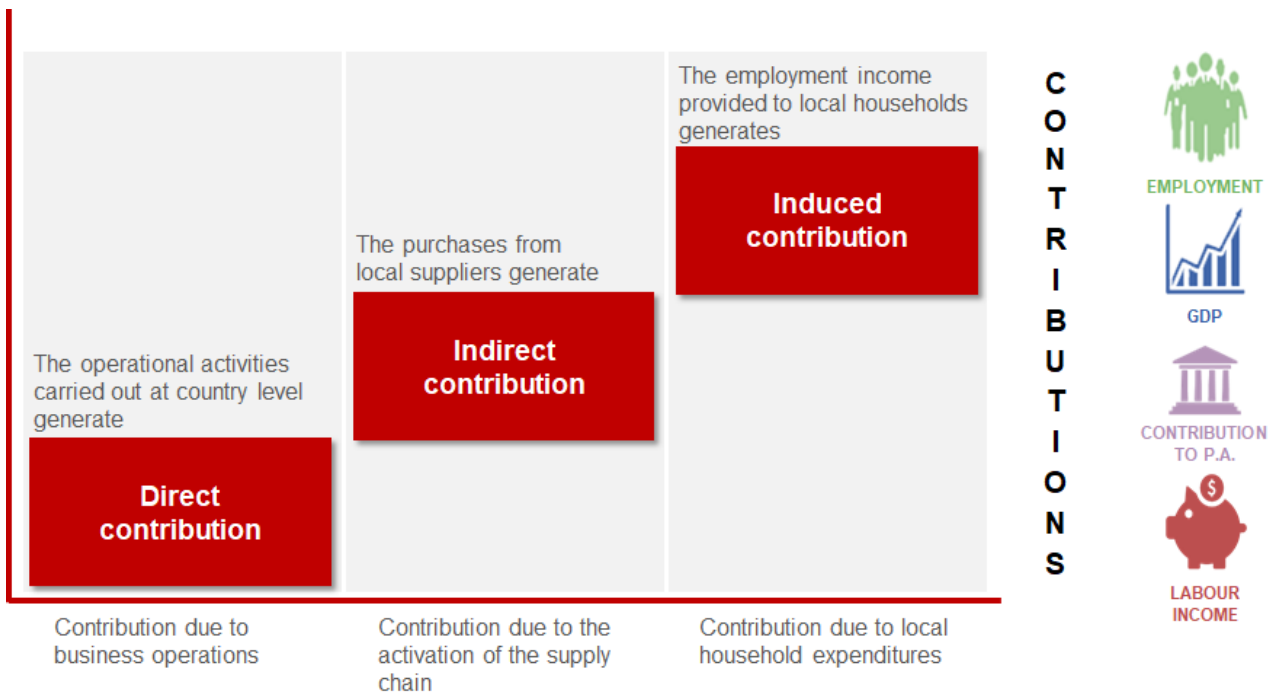 The operational activities
carried out at country level
generate
Direct
contribution
Contribution due to
business operations
The purchases from
local suppliers generate
Indirect
contribution
Contribution due to the
activation of the supply
chain
The employment income
provided to local households
generates
Induced
contribution
Contribution due to local
household expenditures
C
O
N
T
R
I
B
U
T
I
O
N
S
EMPLOYMENT
GDP
CONTRIBUTION
TO P.A.
$
LABOUR
INCOME